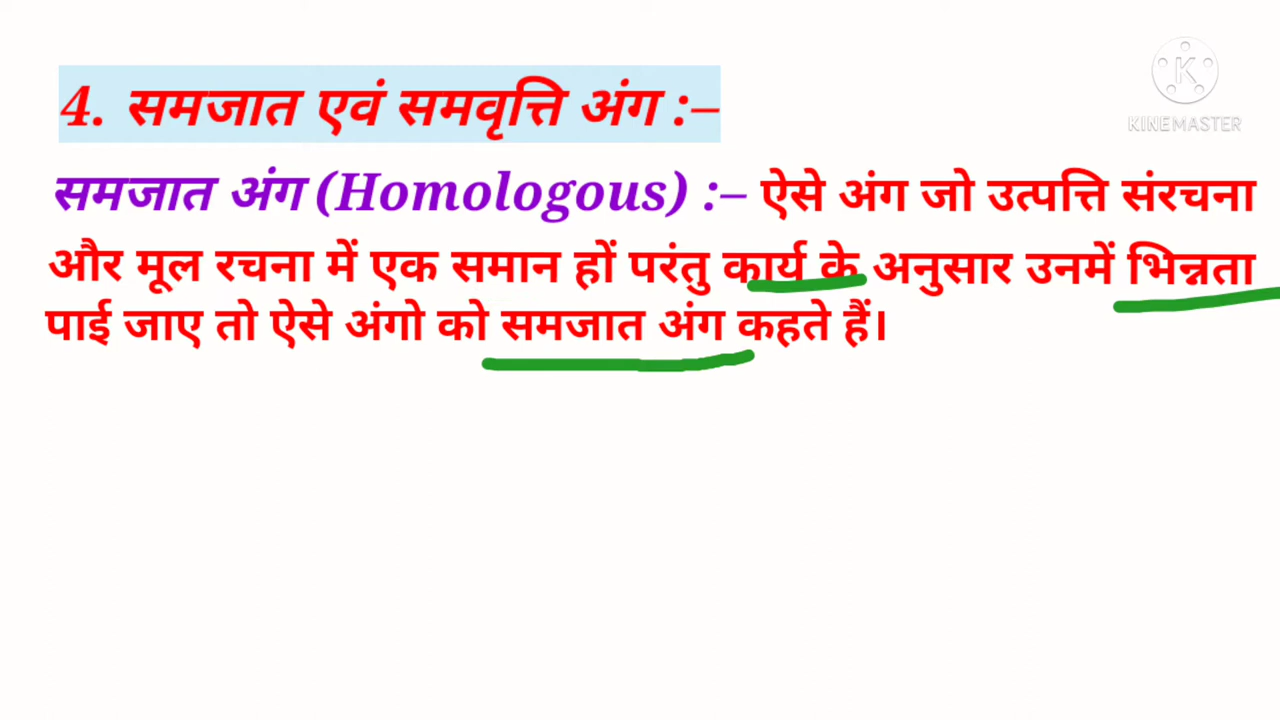 4. समजात एवं समवृत्ति अंग :–
KINEMASTER
समजात अंग (Homologous) :– ऐसे अंग जो उत्पत्ति संरचना
और मूल रचना में एक समान हों परंतु कार्य के अनुसार उनमें भिन्नता
पाई जाए तो ऐसे अंगो को समजात अंग कहते हैं।